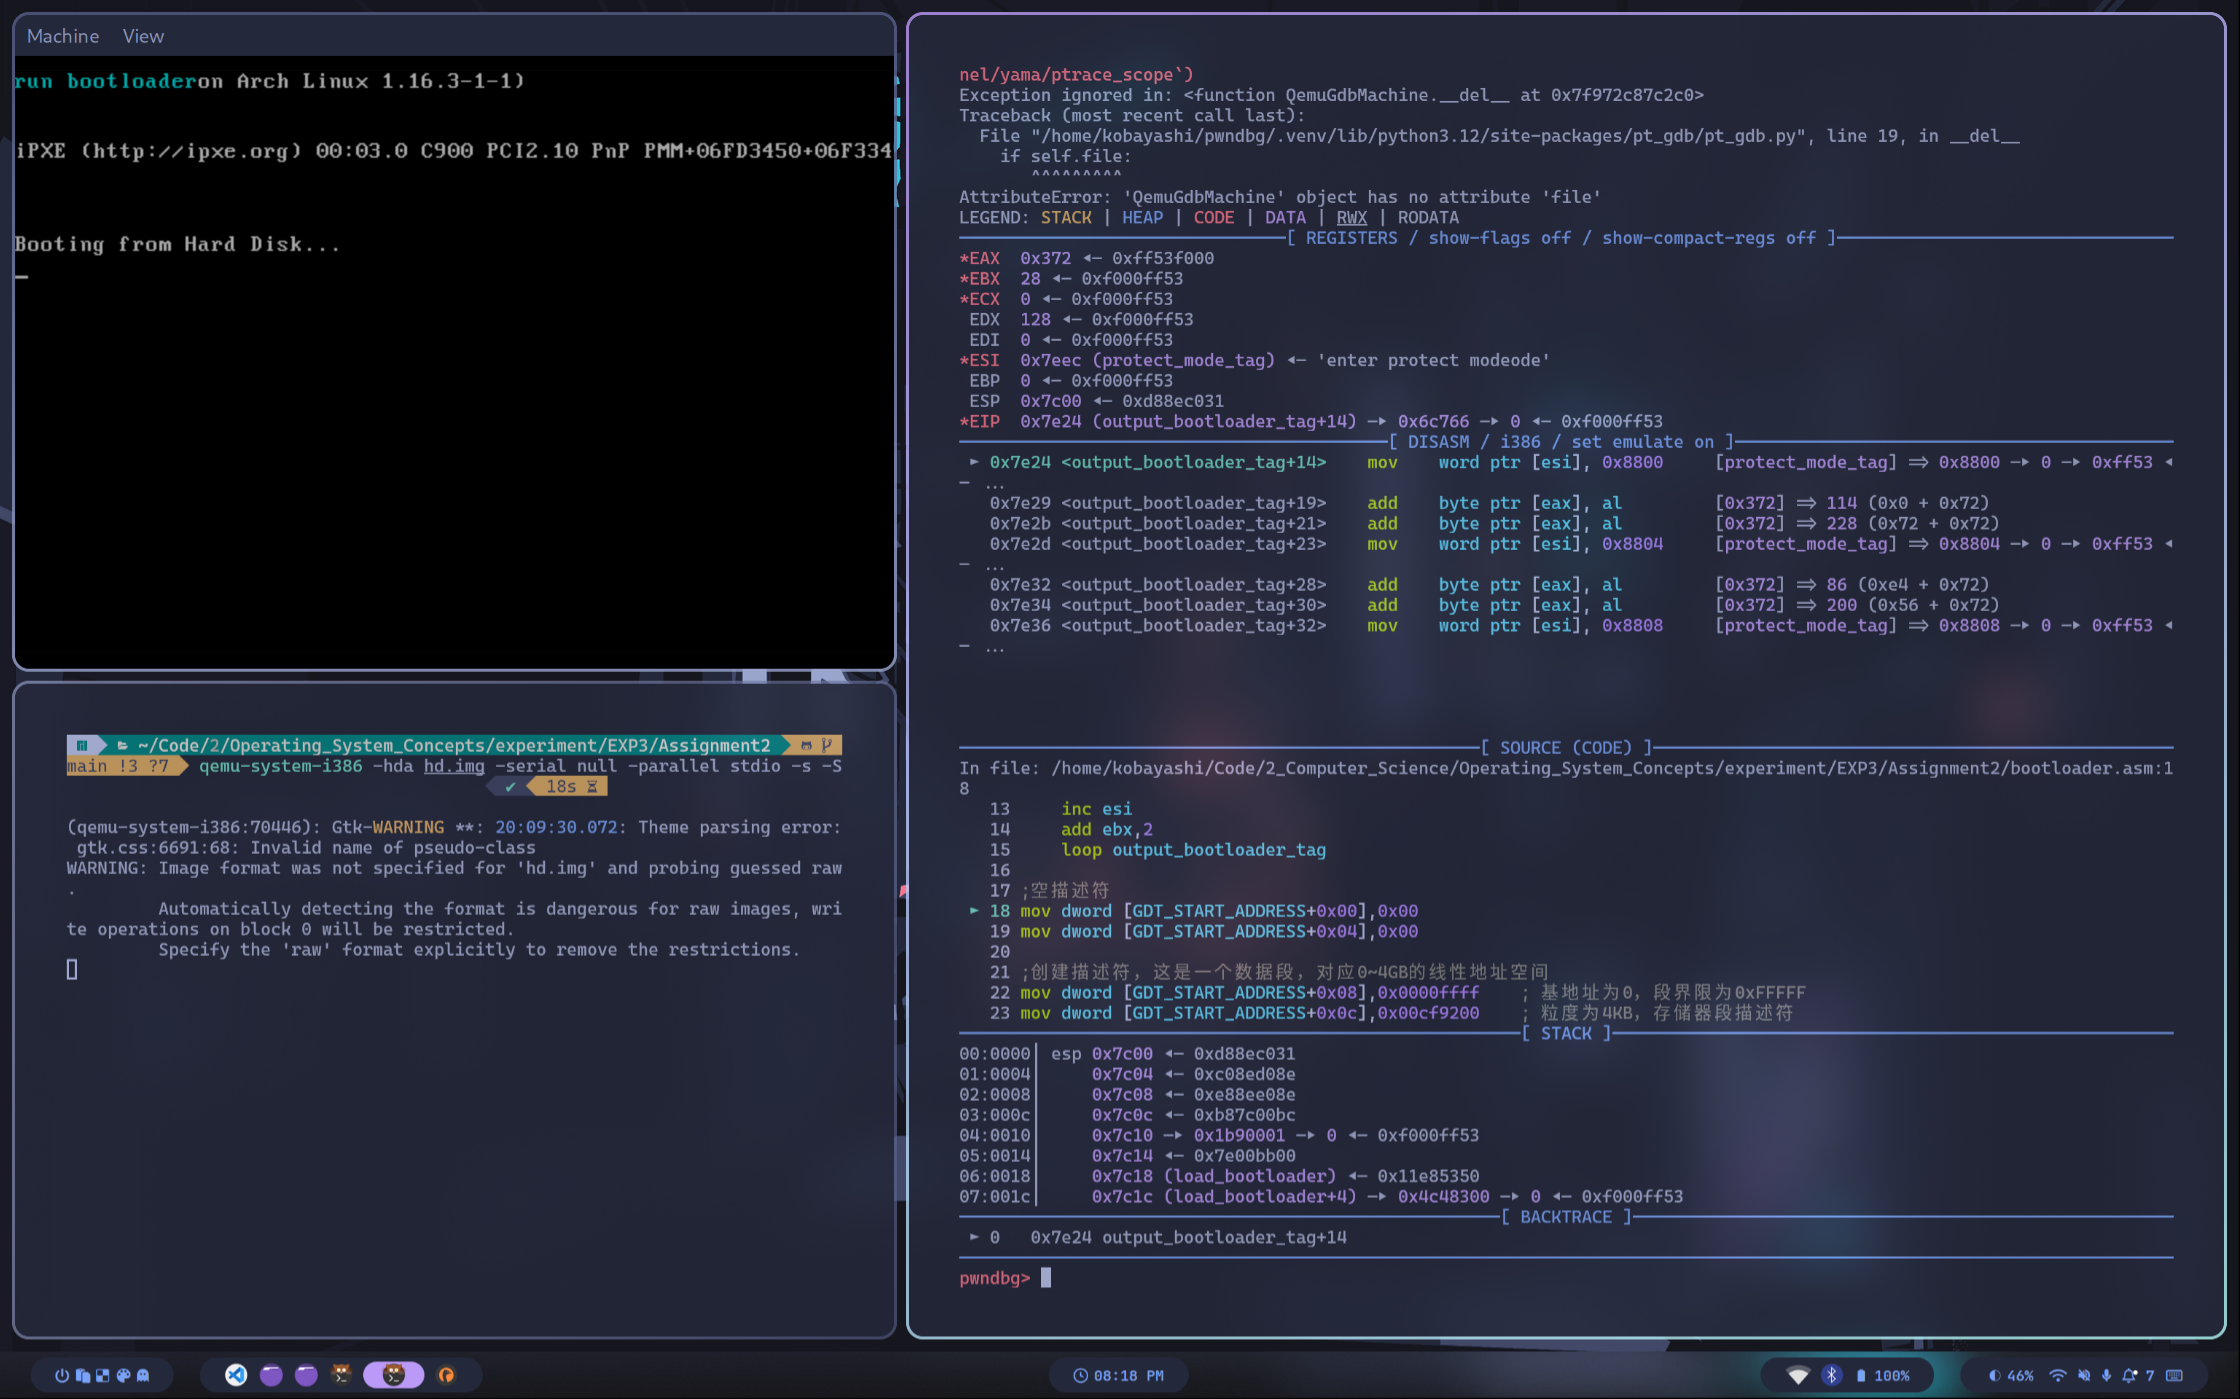 Machine View
run bootloaderon Arch Linux 1.16.3-1-1)
iPXE (http://ipxe.org) 00:03.0 C900 PCI2.10 PnP PMM+06FD3450+06F334
Booting from Hard Disk...
_
~/Code/2/Operating_System_Concepts/experiment/EXP3/Assignment2
main !3 ?7 qemu-system-i386 -hda hd.img -serial null -parallel stdio -s -S
✔ 18s
(qemu-system-i386:70446): Gtk-WARNING **: 20:09:30.072: Theme parsing error:
gtk.css:6691:68: Invalid name of pseudo-class
WARNING: Image format was not specified for 'hd.img' and probing guessed raw
.
Automatically detecting the format is dangerous for raw images, wri
te operations on block 0 will be restricted.
Specify the 'raw' format explicitly to remove the restrictions.
nel/yama/ptrace_scope`)
Exception ignored in: <function QemuGdbMachine.__del__ at 0x7f972c87c2c0>
Traceback (most recent call last):
File "/home/kobayashi/pwndbg/.venv/lib/python3.12/site-packages/pt_gdb/pt_gdb.py", line 19, in __del__
if self.file:
^^^^^^^^^
AttributeError: 'QemuGdbMachine' object has no attribute 'file'
LEGEND: STACK | HEAP | CODE | DATA | RWX | RODATA
[ REGISTERS / show-flags off / show-compact-regs off ]
*EAX 0x372 ◂— 0xff53f000
*EBX 28 ◂— 0xf000ff53
*ECX 0 ◂— 0xf000ff53
EDX 128 ◂— 0xf000ff53
EDI 0 ◂— 0xf000ff53
*ESI 0x7eec (protect_mode_tag) ◂— 'enter protect modeode'
EBP 0 ◂— 0xf000ff53
ESP 0x7c00 ◂— 0xd88ec031
*EIP 0x7e24 (output_bootloader_tag+14) —▸ 0x6c766 —▸ 0 ◂— 0xf000ff53
[ DISASM / i386 / set emulate on ]
► 0x7e24 <output_bootloader_tag+14> mov word ptr [esi], 0x8800 [protect_mode_tag] => 0x8800 —▸ 0 —▸ 0xff53 ◂
— ...
0x7e29 <output_bootloader_tag+19> add byte ptr [eax], al [0x372] => 114 (0x0 + 0x72)
0x7e2b <output_bootloader_tag+21> add byte ptr [eax], al [0x372] => 228 (0x72 + 0x72)
0x7e2d <output_bootloader_tag+23> mov word ptr [esi], 0x8804 [protect_mode_tag] => 0x8804 —▸ 0 —▸ 0xff53 ◂
— ...
0x7e32 <output_bootloader_tag+28> add byte ptr [eax], al [0x372] => 86 (0xe4 + 0x72)
0x7e34 <output_bootloader_tag+30> add byte ptr [eax], al [0x372] => 200 (0x56 + 0x72)
0x7e36 <output_bootloader_tag+32> mov word ptr [esi], 0x8808 [protect_mode_tag] => 0x8808 —▸ 0 —▸ 0xff53 ◂
— ...
[ SOURCE (CODE) ]
In file: /home/kobayashi/Code/2_Computer_Science/Operating_System_Concepts/experiment/EXP3/Assignment2/bootloader.asm:1
8
13 inc esi
14 add ebx,2
15 loop output_bootloader_tag
16
17 ;空描述符
► 18 mov dword [GDT_START_ADDRESS+0x00],0x00
19 mov dword [GDT_START_ADDRESS+0x04],0x00
20
21 ;创建描述符，这是一个数据段，对应0~4GB的线性地址空间
22 mov dword [GDT_START_ADDRESS+0x08],0x0000ffff ; 基地址为0，段界限为0xFFFFF
23 mov dword [GDT_START_ADDRESS+0x0c],0x00cf9200 ; 粒度为4KB，存储器段描述符
[ STACK ]
00:0000│ esp 0x7c00 ◂— 0xd88ec031
01:0004│ 0x7c04 ◂— 0xc08ed08e
02:0008│ 0x7c08 ◂— 0xe88ee08e
03:000c│ 0x7c0c ◂— 0xb87c00bc
04:0010│ 0x7c10 —▸ 0x1b90001 —▸ 0 ◂— 0xf000ff53
05:0014│ 0x7c14 ◂— 0x7e00bb00
06:0018│ 0x7c18 (load_bootloader) ◂— 0x11e85350
07:001c│ 0x7c1c (load_bootloader+4) —▸ 0x4c48300 —▸ 0 ◂— 0xf000ff53
[ BACKTRACE ]
► 0 0x7e24 output_bootloader_tag+14
pwndbg>
08:18 PM
100%
46%
7